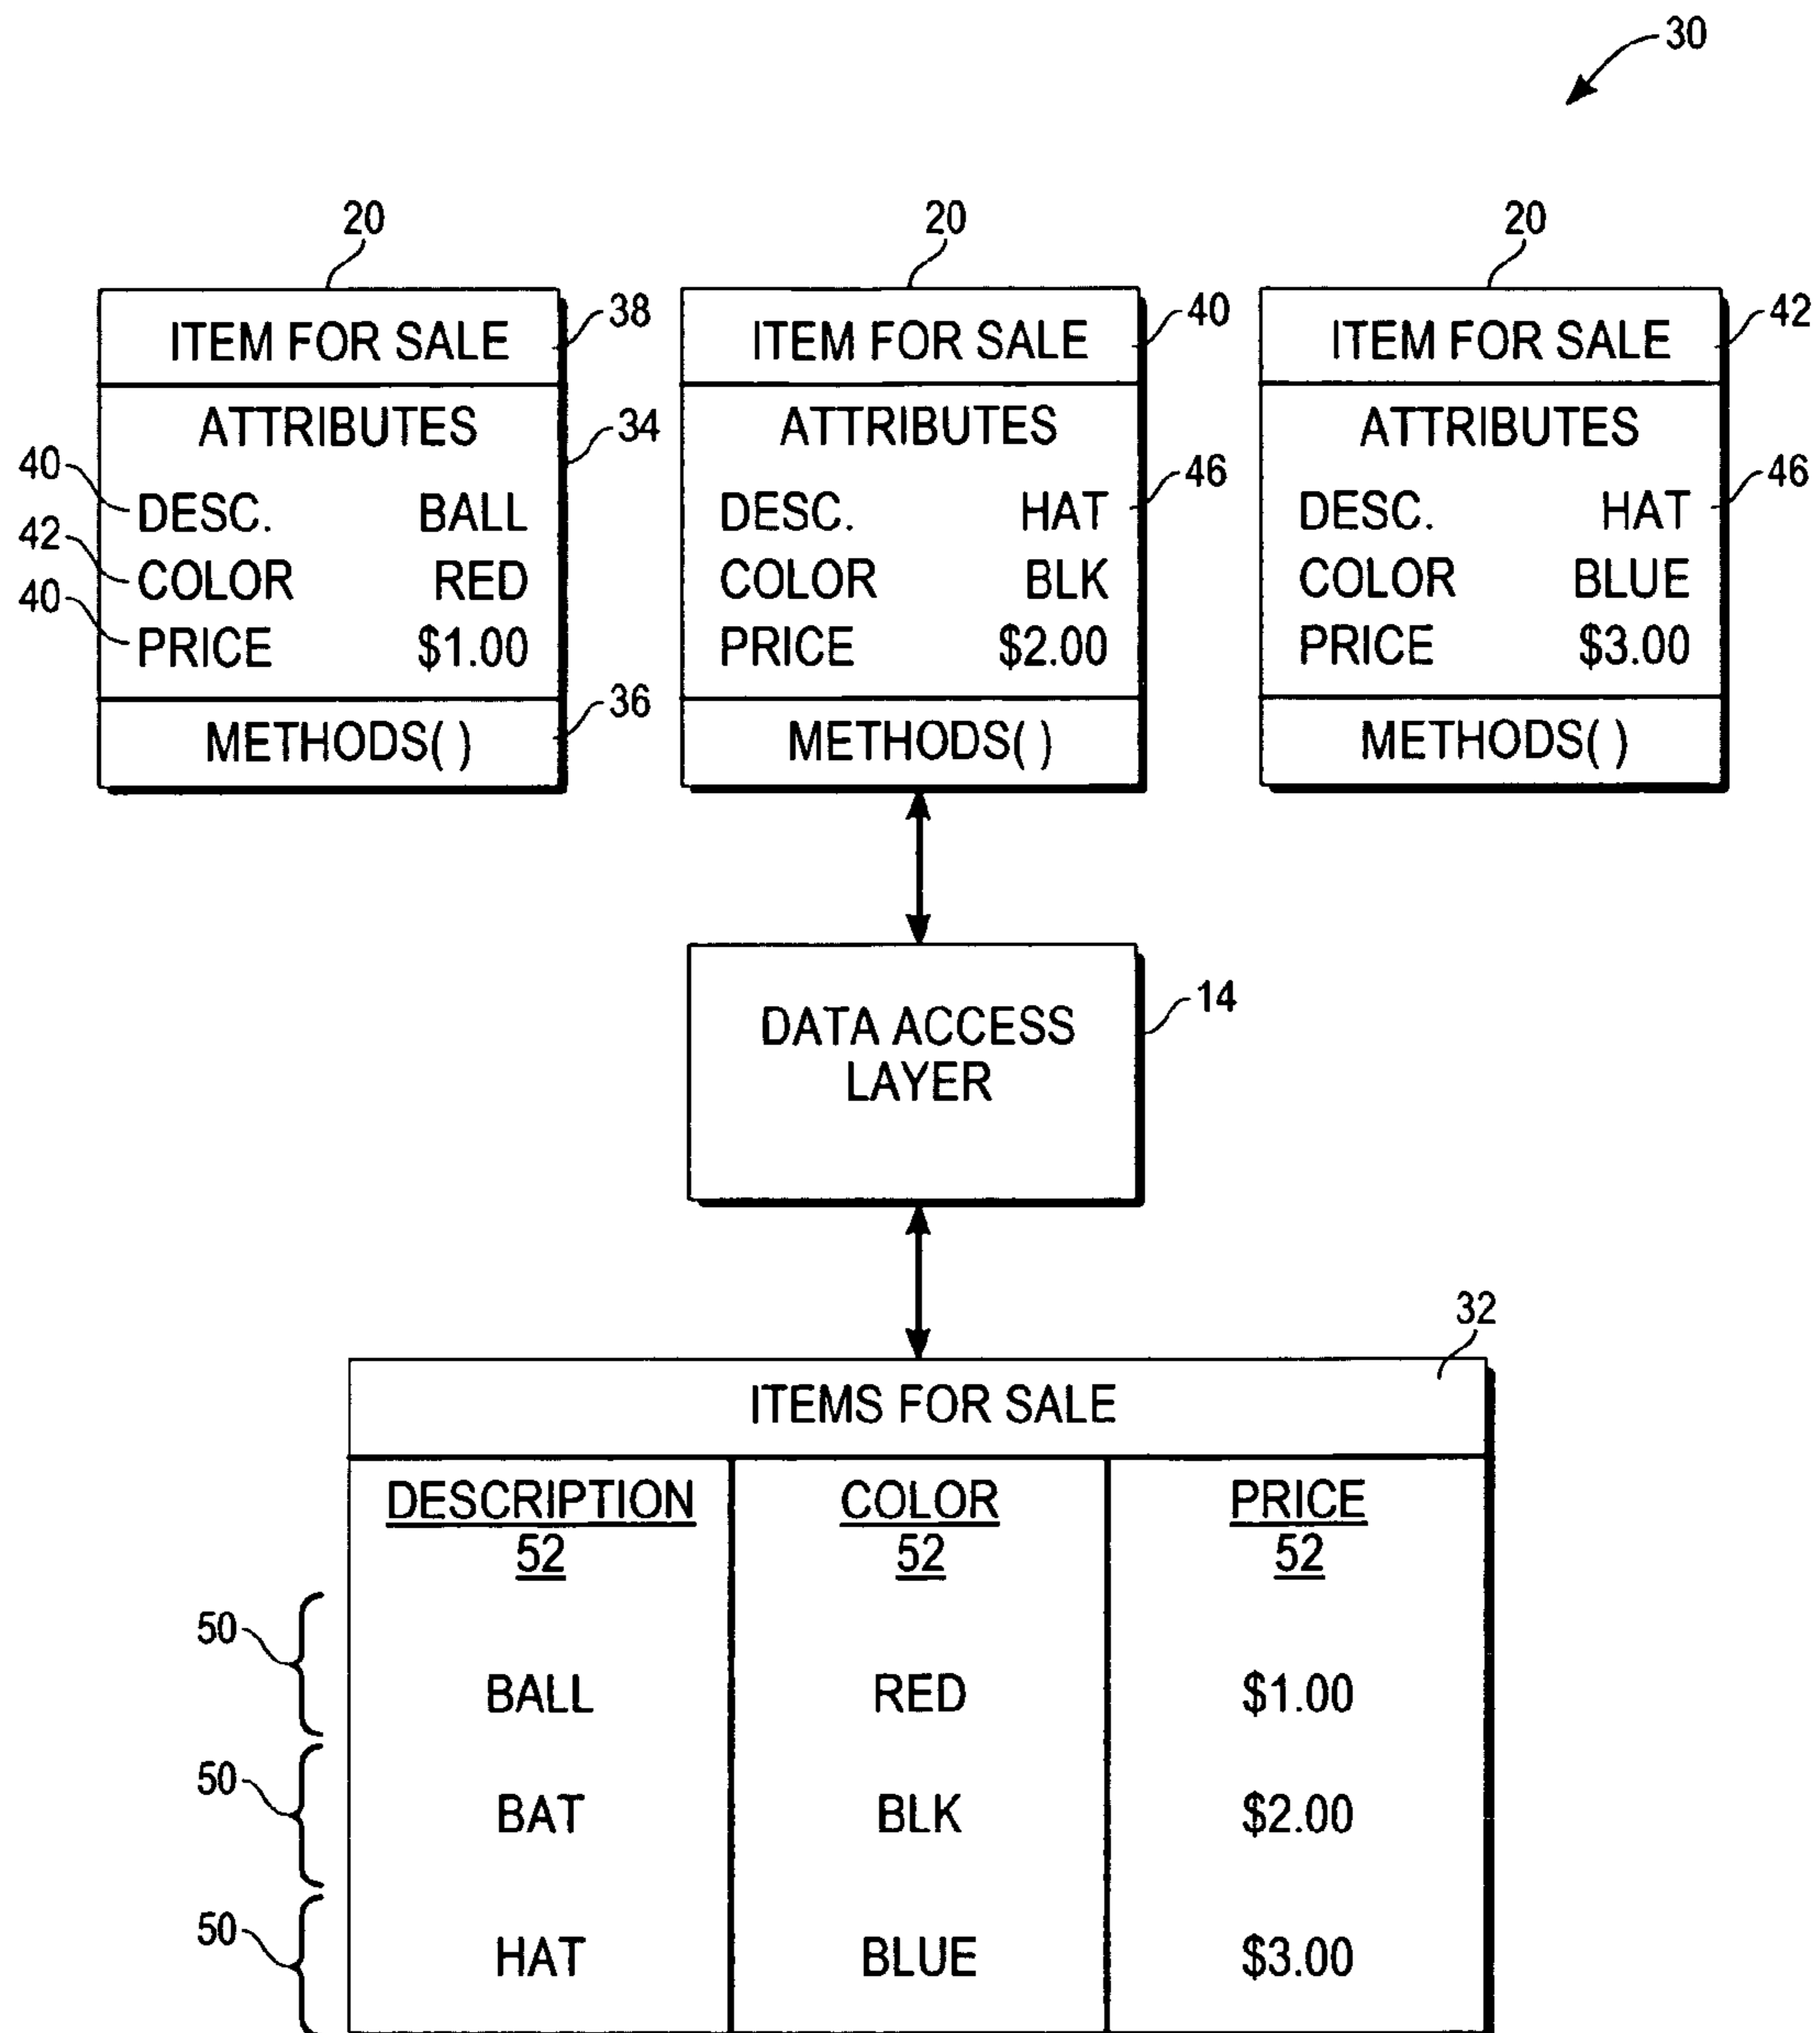 30
20 20 20
ITEM FOR SALE 38 ITEM FOR SALE 40 ITEM FOR SALE 42
ATTRIBUTES 34 ATTRIBUTES ATTRIBUTES
40 DESC. BALL DESC. HAT 46 DESC. HAT 46
42 COLOR RED COLOR BLK COLOR BLUE
40 PRICE $1.00 PRICE $2.00 PRICE $3.00
METHODS( ) 36 METHODS( ) METHODS( )
DATA ACCESS 14
LAYER
32
ITEMS FOR SALE
DESCRIPTION COLOR PRICE
52 52 52
50 BALL RED $1.00
50 BAT BLK $2.00
50 HAT BLUE $3.00